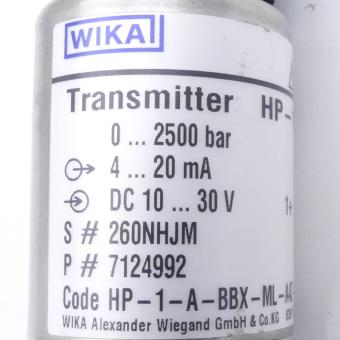 WIKA
Transmitter HP-
0 ... 2500 bar
4 ... 20 mA
DC 10 ... 30 V 1+
S # 260NHJM
P # 7124992
Code HP-1-A-BBX-ML-
WIKA Alexander Wiegand GmbH & Co.KG